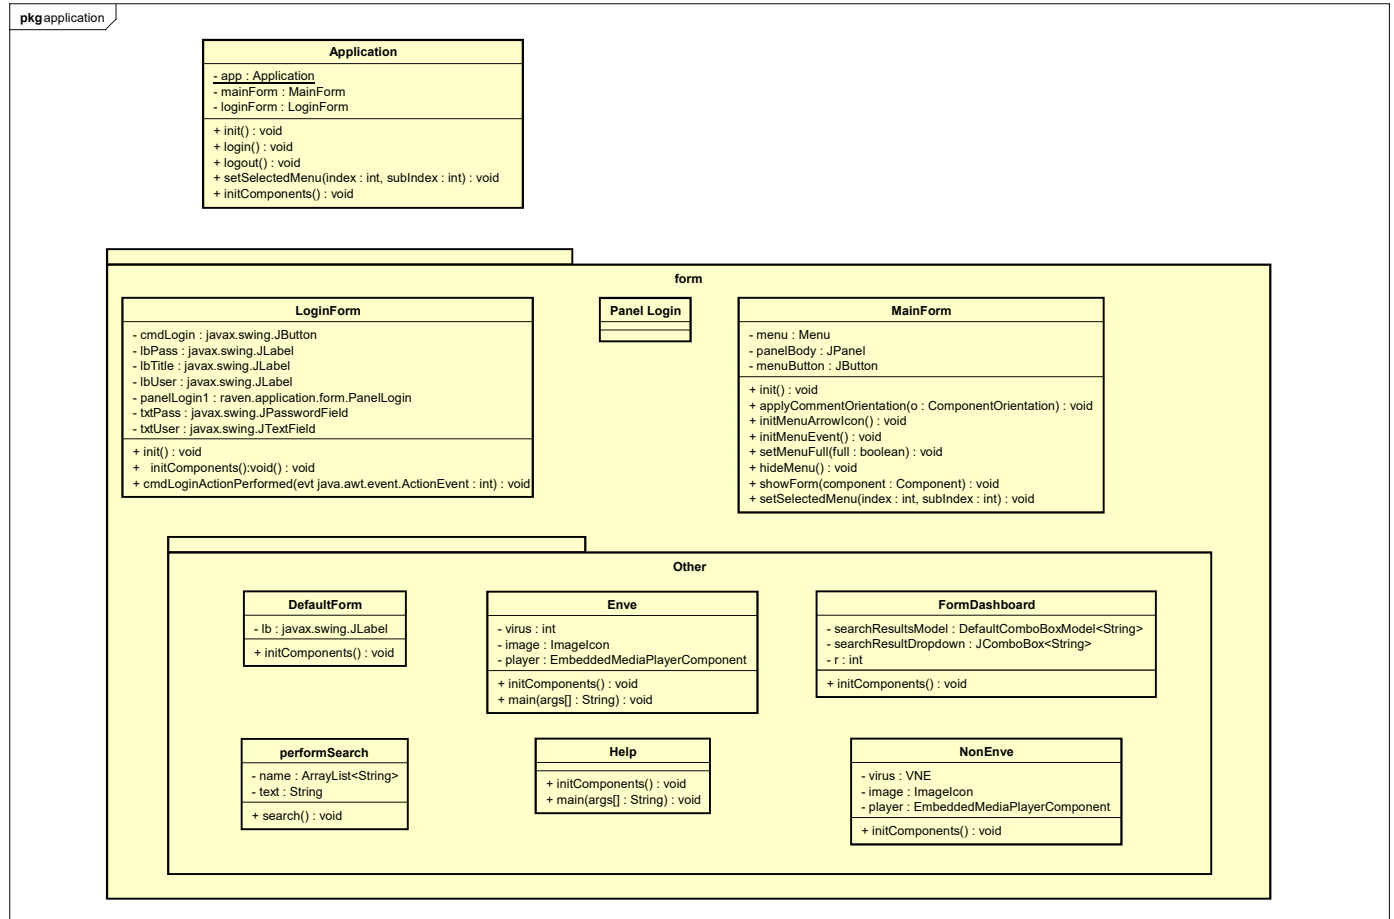 pkg application
Application
- app : Application
- mainForm : MainForm
- loginForm : LoginForm
+ init() : void
+ login() : void
+ logout() : void
+ setSelectedMenu(index : int, subIndex : int) : void
+ initComponents() : void
form
LoginForm
- cmdLogin : javax.swing.JButton
- lbPass : javax.swing.JLabel
- lbTitle : javax.swing.JLabel
- lbUser : javax.swing.JLabel
- panelLogin1 : raven.application.form.PanelLogin
- txtPass : javax.swing.JPasswordField
- txtUser : javax.swing.JTextField
+ init() : void
+ initComponents():void() : void
+ cmdLoginActionPerformed(evt java.awt.event.ActionEvent : int) : void
Panel Login
MainForm
- menu : Menu
- panelBody : JPanel
- menuButton : JButton
+ init() : void
+ applyCommentOrientation(o : ComponentOrientation) : void
+ initMenuArrowIcon() : void
+ initMenuEvent() : void
+ setMenuFull(full : boolean) : void
+ hideMenu() : void
+ showForm(component : Component) : void
+ setSelectedMenu(index : int, subIndex : int) : void
Other
DefaultForm
- lb : javax.swing.JLabel
+ initComponents() : void
Enve
- virus : int
- image : ImageIcon
- player : EmbeddedMediaPlayerComponent
+ initComponents() : void
+ main(args[] : String) : void
FormDashboard
- searchResultsModel : DefaultComboBoxModel<String>
- searchResultDropdown : JComboBox<String>
- r : int
+ initComponents() : void
performSearch
- name : ArrayList<String>
- text : String
+ search() : void
Help
+ initComponents() : void
+ main(args[] : String) : void
NonEnve
- virus : VNE
- image : ImageIcon
- player : EmbeddedMediaPlayerComponent
+ initComponents() : void